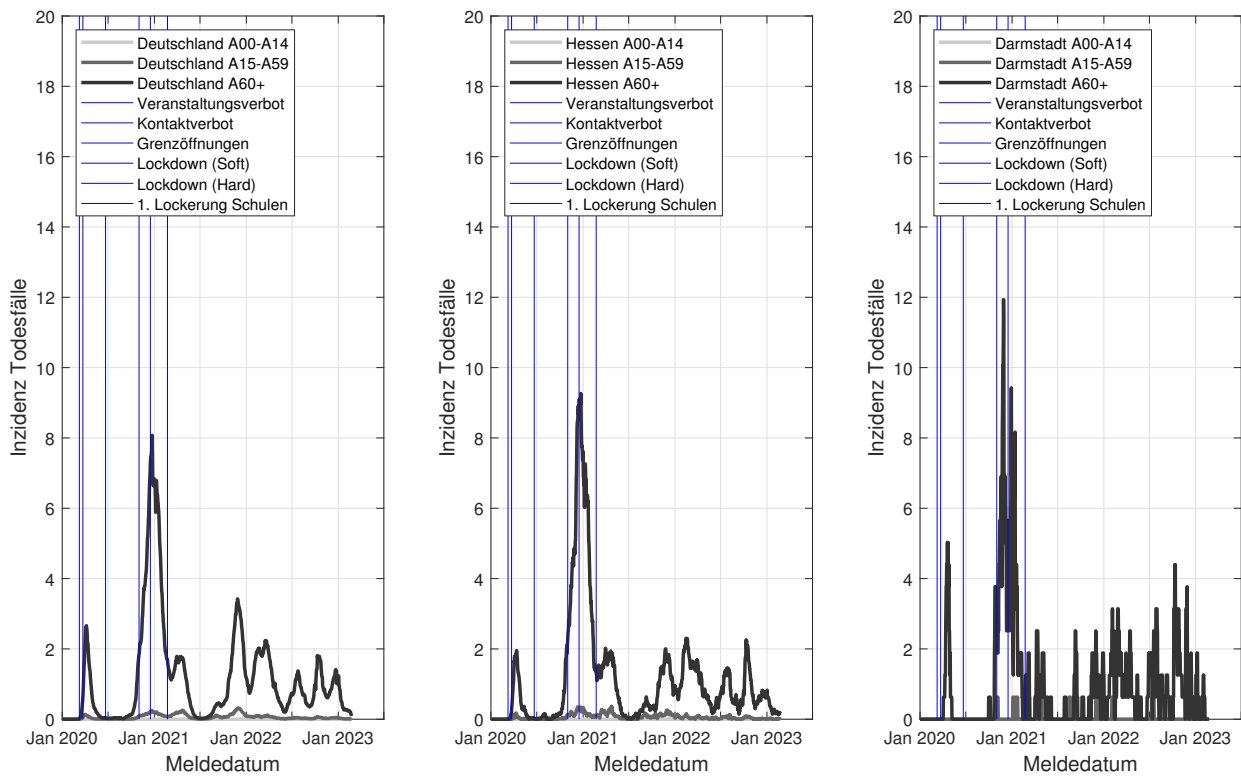 20
18
16
14
12
10
8
6
4
2
0
Inzidenz Todesfälle
Deutschland A00-A14
Deutschland A15-A59
Deutschland A60+
Veranstaltungsverbot
Kontaktverbot
Grenzöffnungen
Lockdown (Soft)
Lockdown (Hard)
1. Lockerung Schulen
Jan 2020 Jan 2021 Jan 2022 Jan 2023
Meldedatum
20
18
16
14
12
10
8
6
4
2
0
Inzidenz Todesfälle
Hessen A00-A14
Hessen A15-A59
Hessen A60+
Veranstaltungsverbot
Kontaktverbot
Grenzöffnungen
Lockdown (Soft)
Lockdown (Hard)
1. Lockerung Schulen
Jan 2020 Jan 2021 Jan 2022 Jan 2023
Meldedatum
20
18
16
14
12
10
8
6
4
2
0
Inzidenz Todesfälle
Darmstadt A00-A14
Darmstadt A15-A59
Darmstadt A60+
Veranstaltungsverbot
Kontaktverbot
Grenzöffnungen
Lockdown (Soft)
Lockdown (Hard)
1. Lockerung Schulen
Jan 2020 Jan 2021 Jan 2022 Jan 2023
Meldedatum